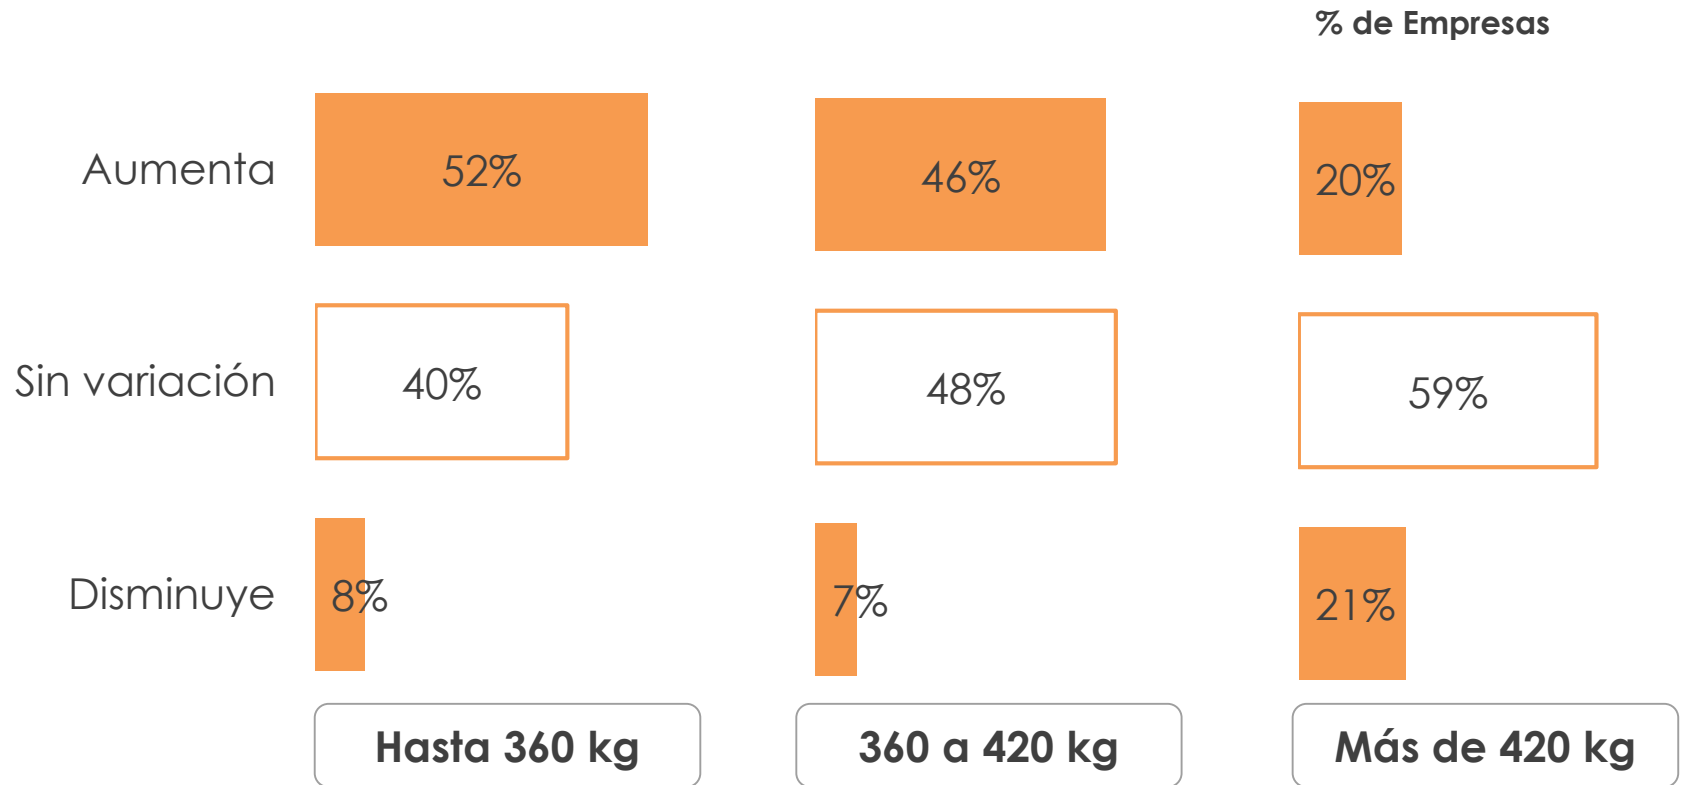 % de Empresas
Aumenta 52% 46% 20%
Sin variación 40% 48% 59%
Disminuye 8% 7% 21%
Hasta 360 kg 360 a 420 kg Más de 420 kg